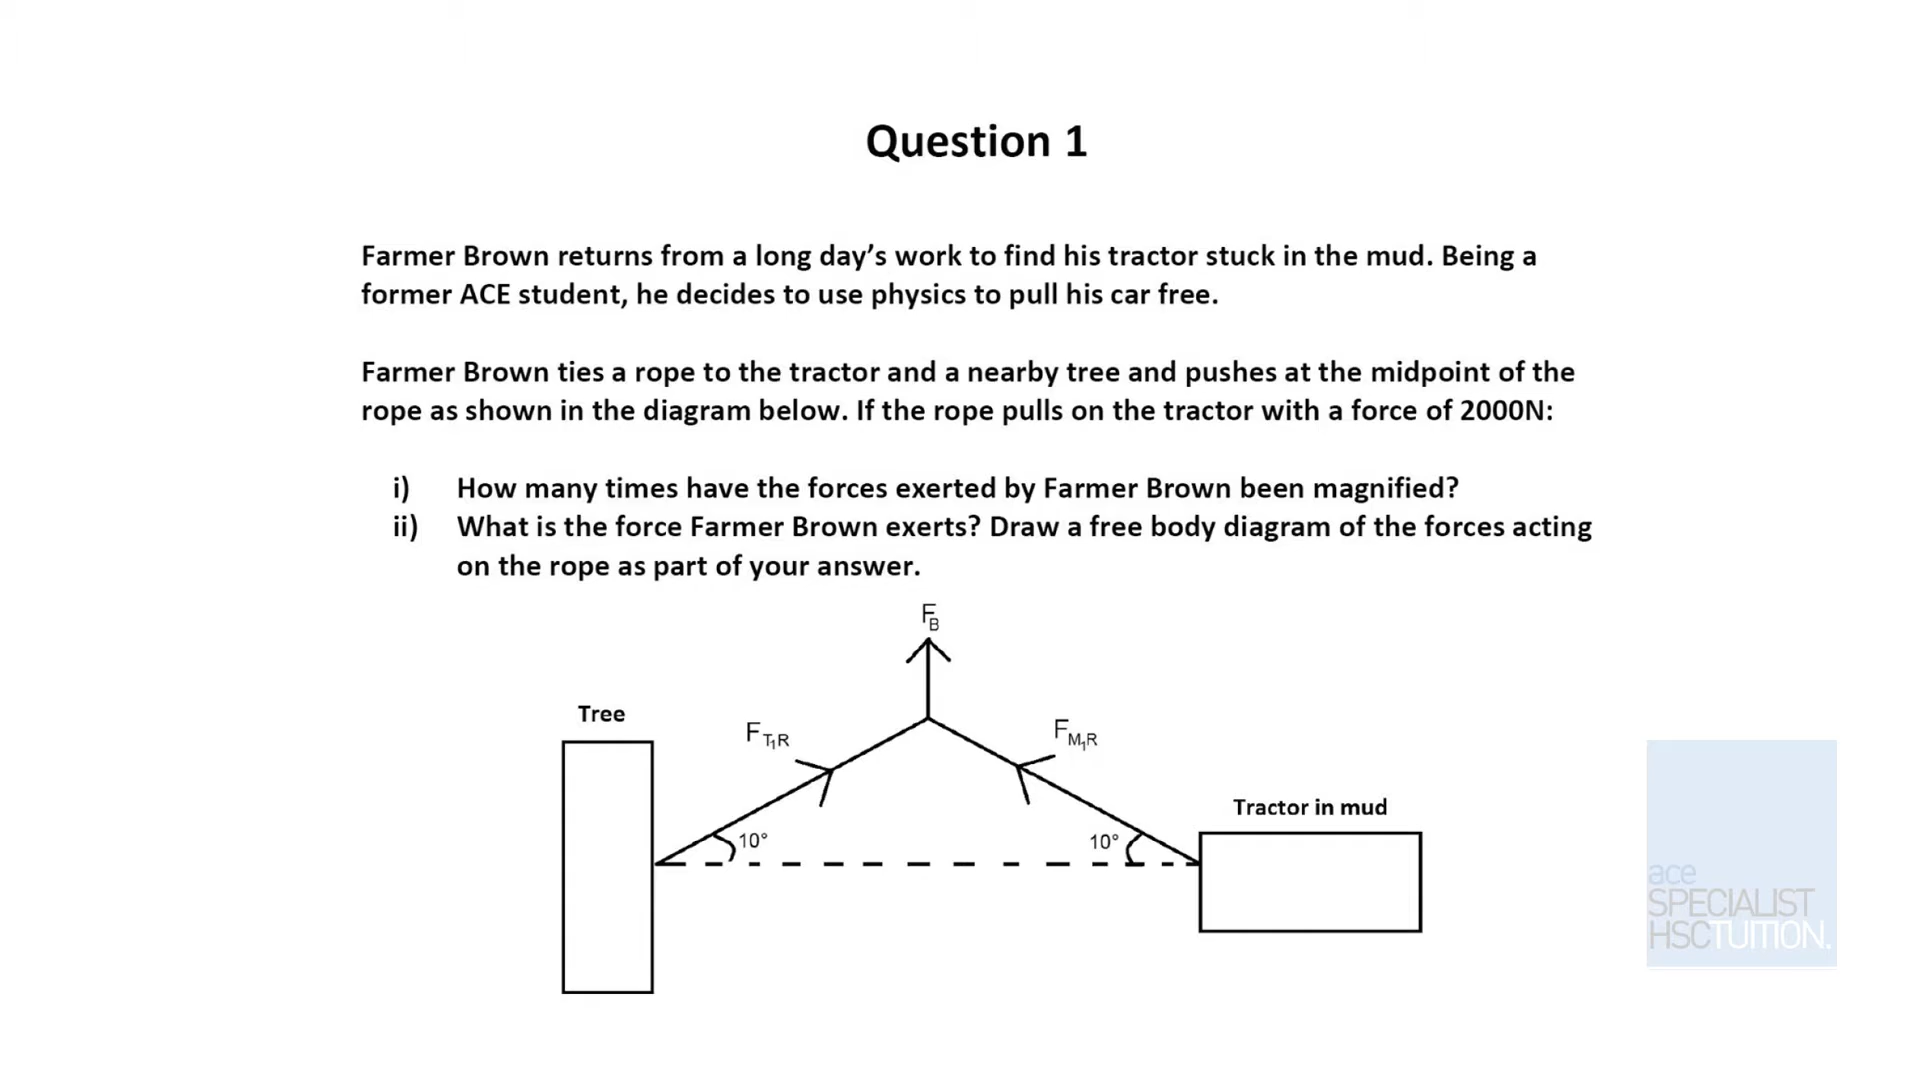 Question 1
Farmer Brown returns from a long day’s work to find his tractor stuck in the mud. Being a
former ACE student, he decides to use physics to pull his car free.
Farmer Brown ties a rope to the tractor and a nearby tree and pushes at the midpoint of the
rope as shown in the diagram below. If the rope pulls on the tractor with a force of 2000N:
i) How many times have the forces exerted by Farmer Brown been magnified?
ii) What is the force Farmer Brown exerts? Draw a free body diagram of the forces acting
on the rope as part of your answer.
FB
Tree
FT1R
FM1R
Tractor in mud
10°
10°
ace
SPECIALIST
HSCTUITION.